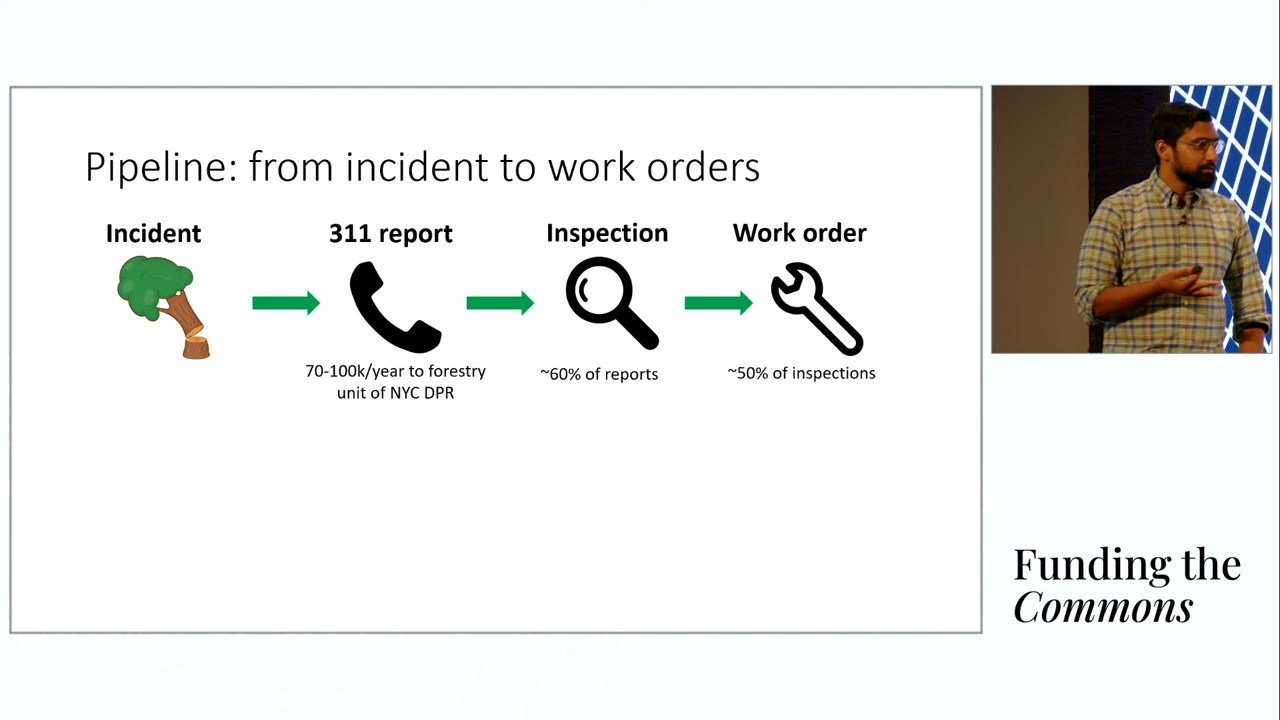 Pipeline: from incident to work orders
Incident
311 report
Inspection
Work order
70-100k/year to forestry
unit of NYC DPR
~60% of reports
~50% of inspections
Funding the
Commons